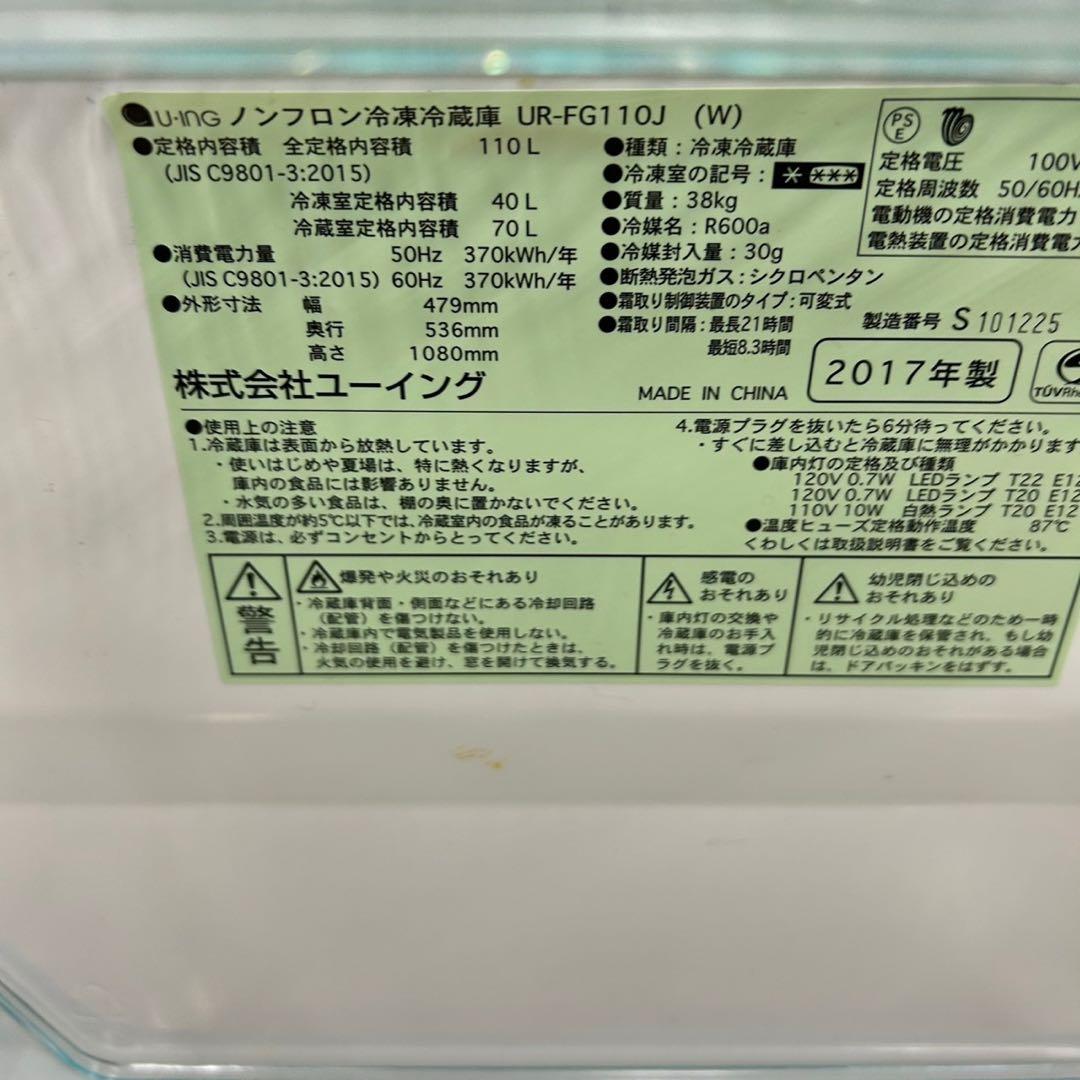 U-ING ノンフロン冷凍冷蔵庫 UR-FG110J (W)
●定格内容積 全定格内容積 110L
(JIS C9801-3:2015)
冷凍室定格内容積 40L
冷蔵室定格内容積 70L
●消費電力量 50Hz 370kWh/年
(JIS C9801-3:2015) 60Hz 370kWh/年
●外形寸法 幅 479mm
奥行 536mm
高さ 1080mm
株式会社ユーイング
●種類:冷凍冷蔵庫
●冷凍室の記号:* ***
●質量:38kg
●冷媒名:R600a
●冷媒封入量:30g
●断熱発泡ガス:シクロペンタン
●霜取り制御装置のタイプ:可変式
●霜取り間隔:最長21時間
最短8.3時間
PS
E
定格電圧 100V
定格周波数 50/60Hz
電動機の定格消費電力
電熱装置の定格消費電力
製造番号 S 101225
MADE IN CHINA
2017年製
TÜVRhe
●使用上の注意
1.冷蔵庫は表面から放熱しています。
・使いはじめや夏場は、特に熱くなりますが、
庫内の食品には影響ありません。
・水気の多い食品は、棚の奥に置かないでください。
2.周囲温度が約5℃以下では、冷蔵室内の食品が凍ることがあります。
3.電源は、必ずコンセントからとってください。
4.電源プラグを抜いたら6分待ってください。
・すぐに差し込むと冷蔵庫に無理がかかります
●庫内灯の定格及び種類
120V 0.7W LEDランプ T22 E12
120V 0.7W LEDランプ T20 E12
110V 10W 白熱ランプ T20 E12
●温度ヒューズ定格動作温度 87℃
くわしくは取扱説明書をご覧ください。
警告
爆発や火災のおそれあり
・冷蔵庫背面・側面などにある冷却回路
(配管)を傷つけない。
・冷蔵庫内で電気製品を使用しない。
・冷却回路(配管)を傷つけたときは、
火気の使用を避け、窓を開けて換気する。
感電の
おそれあり
・庫内灯の交換や
冷蔵庫のお手入
れ時は、電源プ
ラグを抜く。
幼児閉じ込めの
おそれあり
・リサイクル処理などのため一時
的に冷蔵庫を保管され、もし幼
児閉じ込めのおそれがある場合
は、ドアパッキンをはずす。